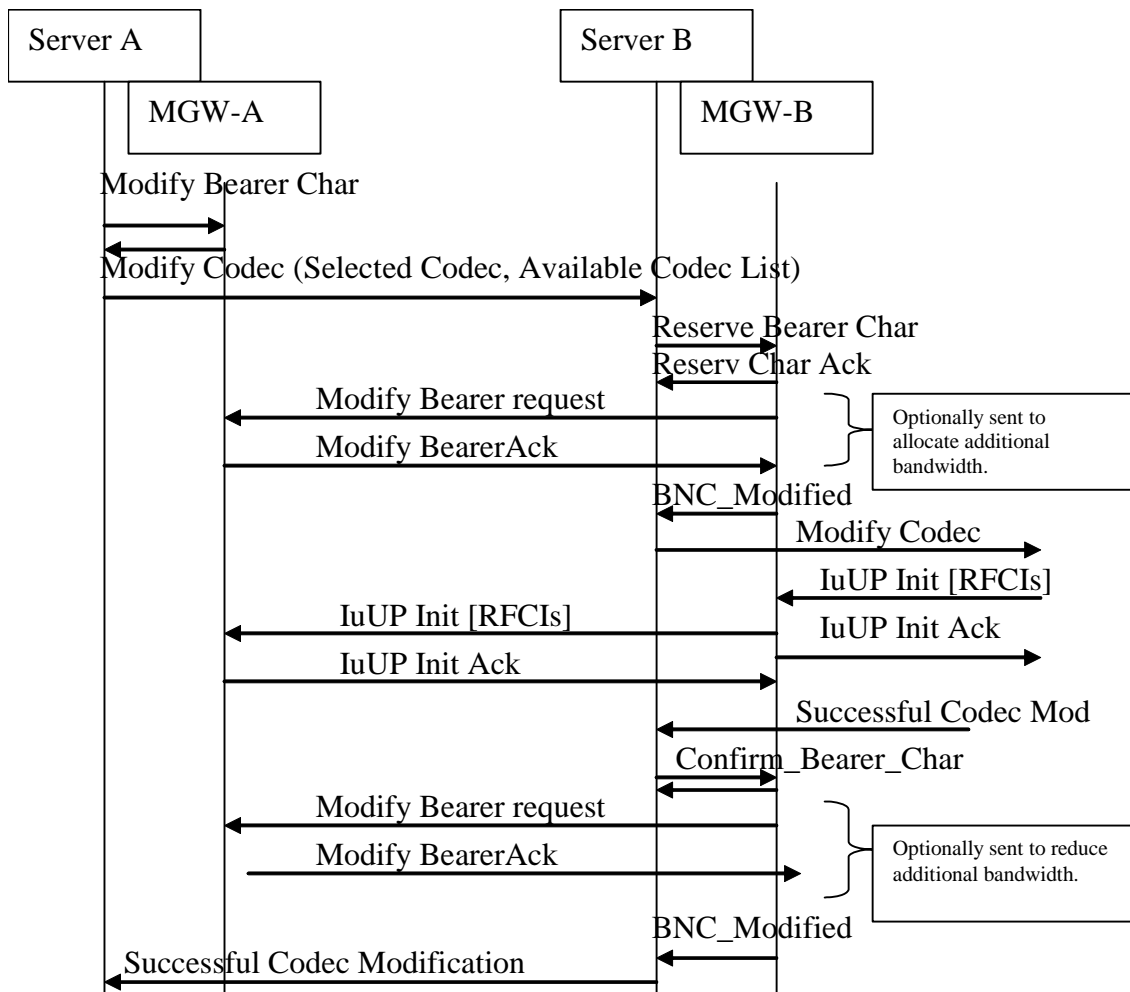 Server A
Server B
MGW-A
MGW-B
Modify Bearer Char
Modify Codec (Selected Codec, Available Codec List)
Reserve Bearer Char
Reserv Char Ack
Modify Bearer request
Optionally sent to
allocate additional
bandwidth.
Modify BearerAck
BNC_Modified
Modify Codec
IuUP Init [RFCIs]
IuUP Init [RFCIs]
IuUP Init Ack
IuUP Init Ack
Successful Codec Mod
Confirm_Bearer_Char
Modify Bearer request
Modify BearerAck
Optionally sent to reduce
additional bandwidth.
BNC_Modified
Successful Codec Modification